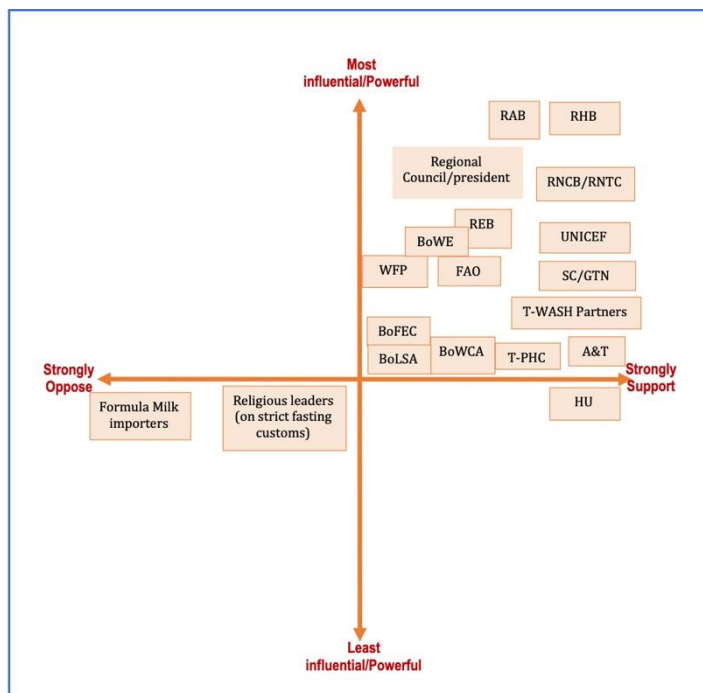 Most
influential/Powerful
RAB
RHB
Regional
Council/president
RNCB/RNTC
REB
BoWE
UNICEF
WFP
FAO
SC/GTN
T-WASH Partners
BoFEC
BoLSA
BoWCA
T-PHC
A&T
Strongly
Oppose
Strongly
Support
Formula Milk
importers
Religious leaders
(on strict fasting
customs)
HU
Least
influential/Powerful